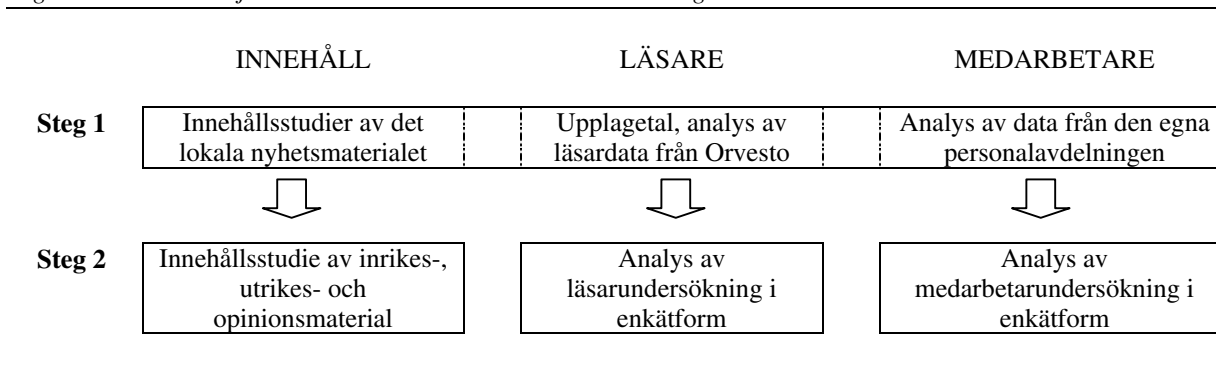 INNEHÅLL LÄSARE MEDARBETARE
Steg 1
Innehållsstudier av det
lokala nyhetsmaterialet
Upplagetal, analys av
läsardata från Orvesto
Analys av data från den egna
personalavdelningen
Steg 2
Innehållsstudie av inrikes-,
utrikes- och
opinionsmaterial
Analys av
läsarundersökning i
enkätform
Analys av
medarbetarundersökning i
enkätform